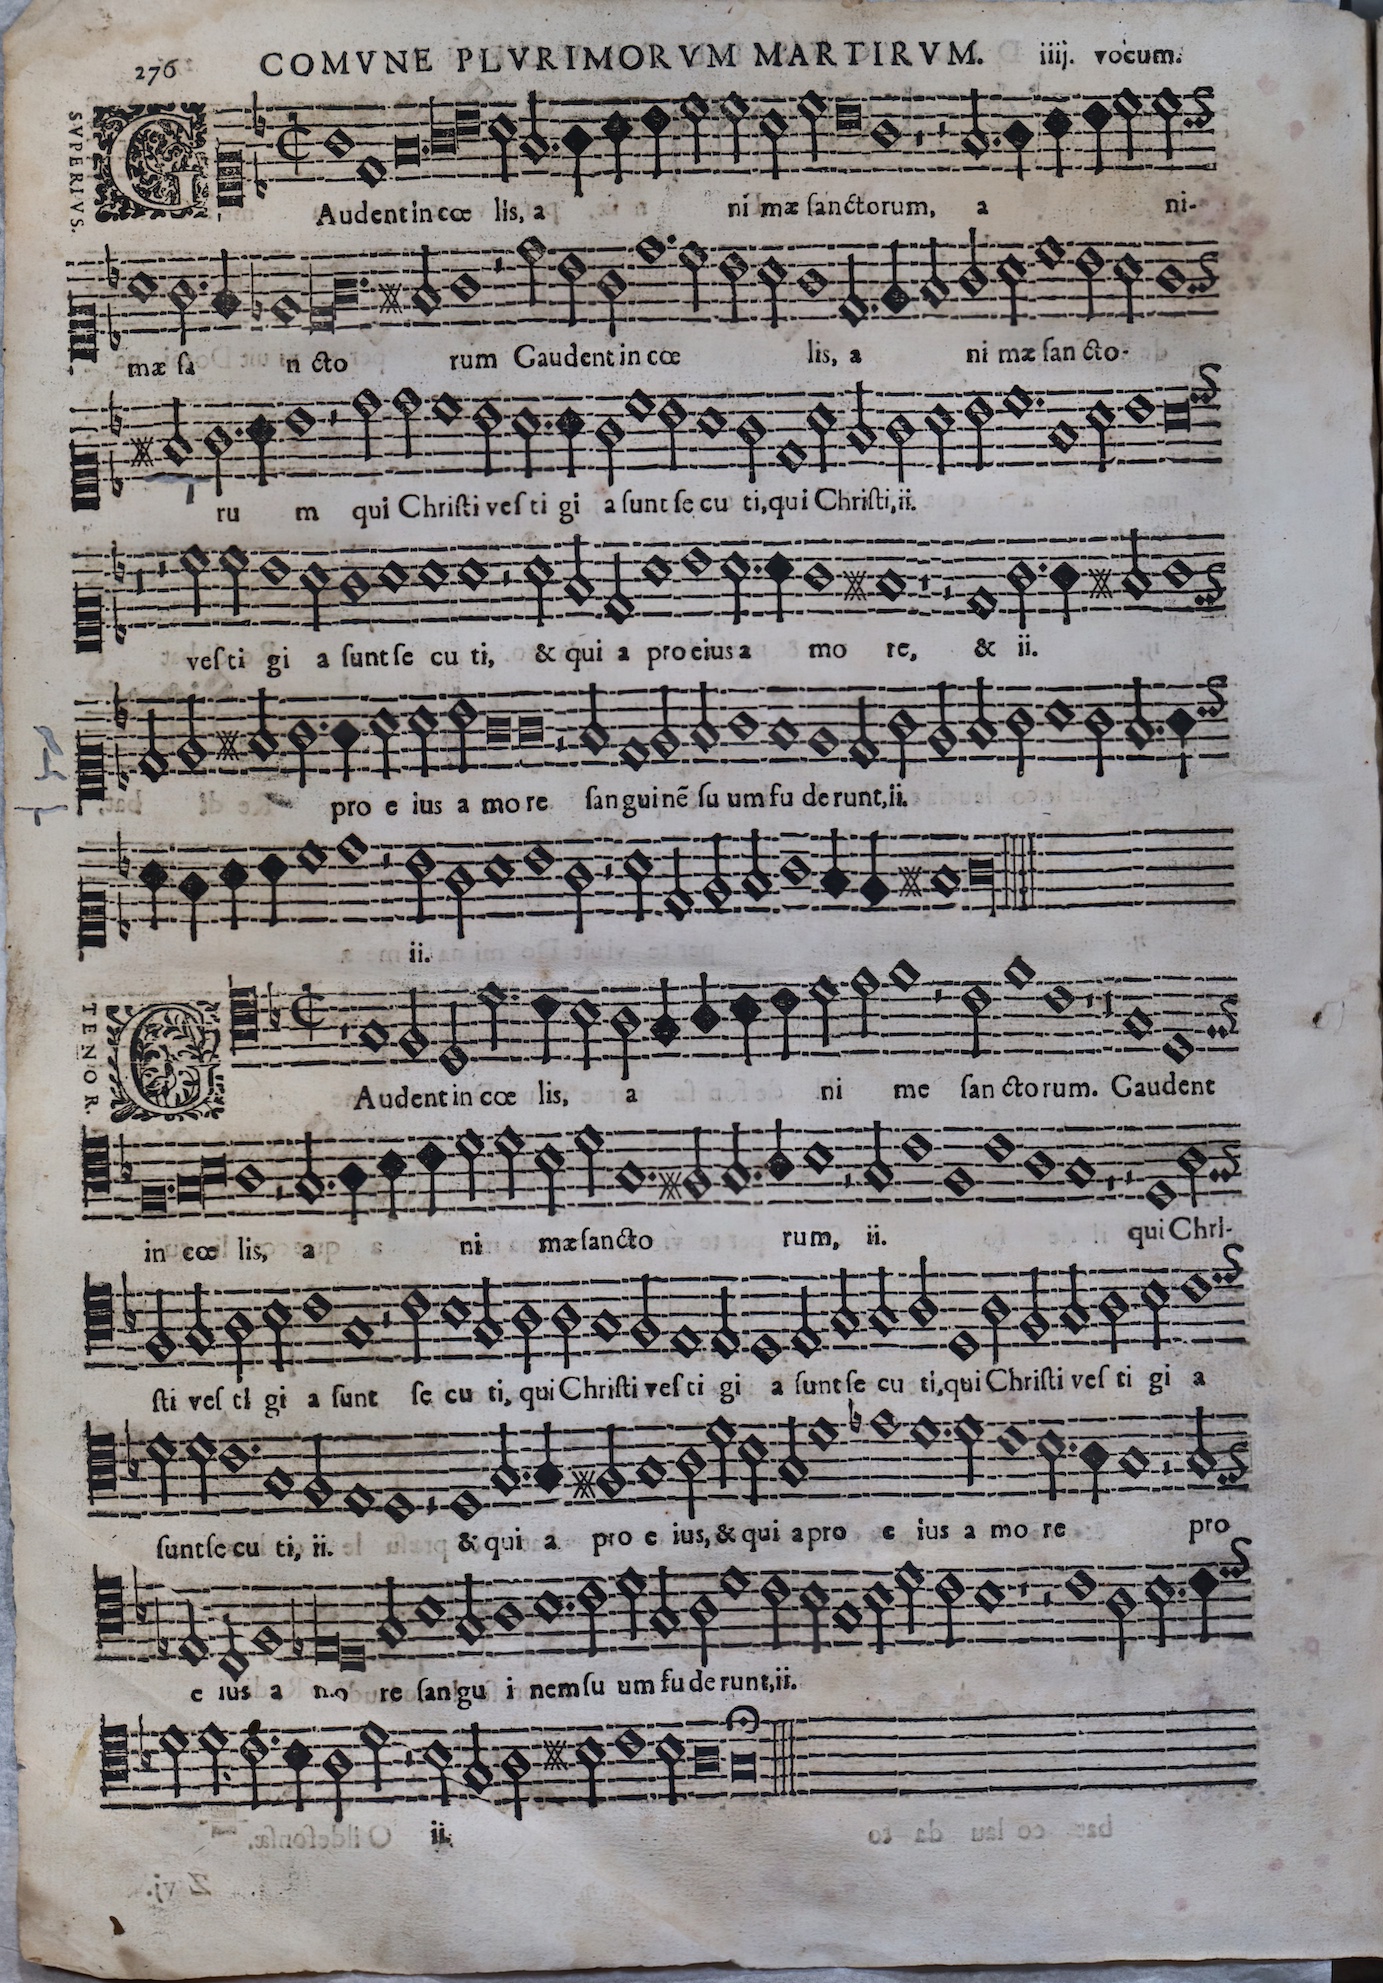 276 COMVNE PLVRIMORVM MARTIRVM. iiij. vocum.
SVPERIVS.
GAudent in cœ lis, a ni mæ ſanctorum, a ni-
mæ ſa n cto rum Gaudent in cœ lis, a ni mæ ſan cto-
ru m qui Chriſti veſ ti gi a ſunt ſe cu ti, qui Chriſti, ii.
veſ ti gi a ſunt ſe cu ti, & qui a pro eius a mo re, & ii.
pro e ius a mo re ſan guinē ſu um fu de runt, ii.
ii.
TENOR.
GAudent in cœ lis, a ni me ſan cto rum. Gaudent
in cœ lis, a ni mæ ſancto rum, ii. qui Chri-
ſti veſ ti gi a ſunt ſe cu ti, qui Chriſti veſ ti gi a ſunt ſe cu ti, qui Chriſti veſ ti gi a
ſunt ſe cu ti, ii. & qui a pro e ius, & qui a pro e ius a mo re pro
e ius a mo re ſan gu i nem ſu um fu de runt, ii.
ii.